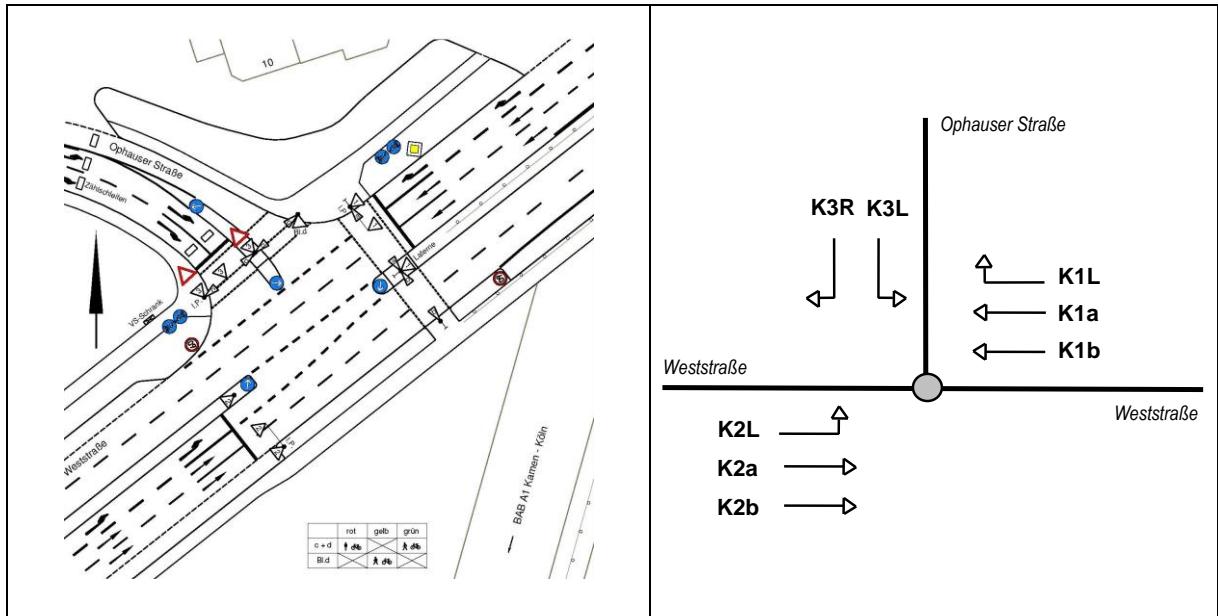 10
Ophauser Straße
Zählschleifen
I.P.
Bl.d
Laterne
I.P.
VS-Schrank
Weststraße
I.P.
BAB A1 Kamen - Köln
rot gelb grün
c + d
Bl.d
Ophauser Straße
K3R K3L
K1L
K1a
K1b
Weststraße
Weststraße
K2L
K2a
K2b